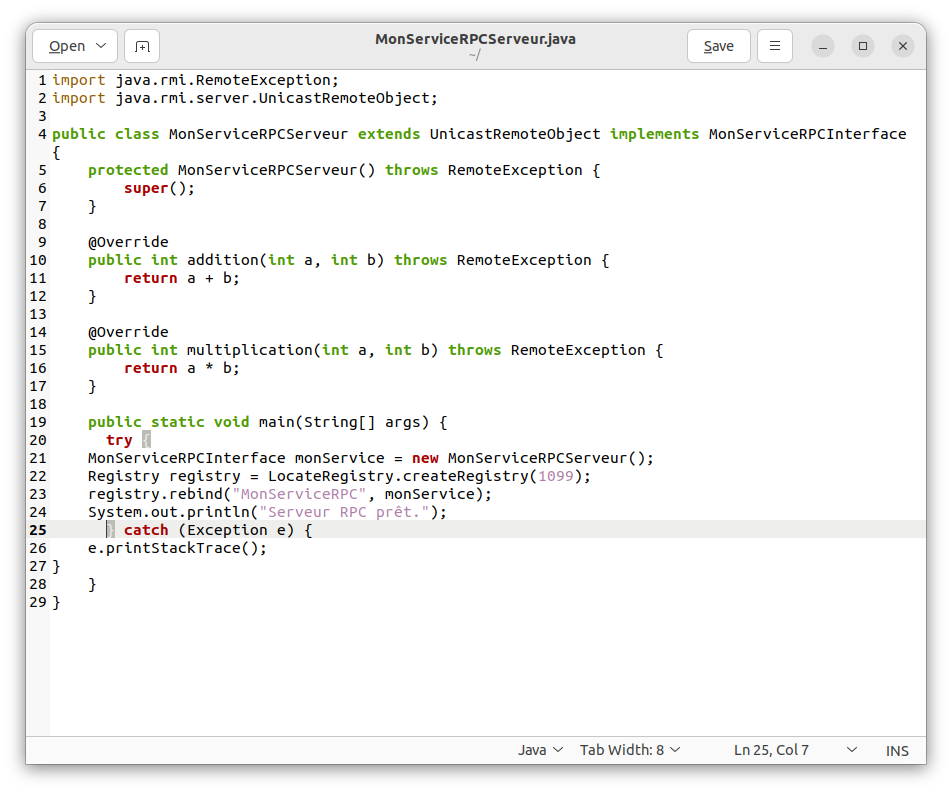 Open
MonServiceRPCServeur.java
~/
Save
1 import java.rmi.RemoteException;
2 import java.rmi.server.UnicastRemoteObject;
3
4 public class MonServiceRPCServeur extends UnicastRemoteObject implements MonServiceRPCInterface
{
5     protected MonServiceRPCServeur() throws RemoteException {
6         super();
7     }
8
9     @Override
10     public int addition(int a, int b) throws RemoteException {
11         return a + b;
12     }
13
14     @Override
15     public int multiplication(int a, int b) throws RemoteException {
16         return a * b;
17     }
18
19     public static void main(String[] args) {
20       try {
21     MonServiceRPCInterface monService = new MonServiceRPCServeur();
22     Registry registry = LocateRegistry.createRegistry(1099);
23     registry.rebind("MonServiceRPC", monService);
24     System.out.println("Serveur RPC prêt.");
25       } catch (Exception e) {
26     e.printStackTrace();
27 }
28     }
29 }
Java Tab Width: 8 Ln 25, Col 7 INS